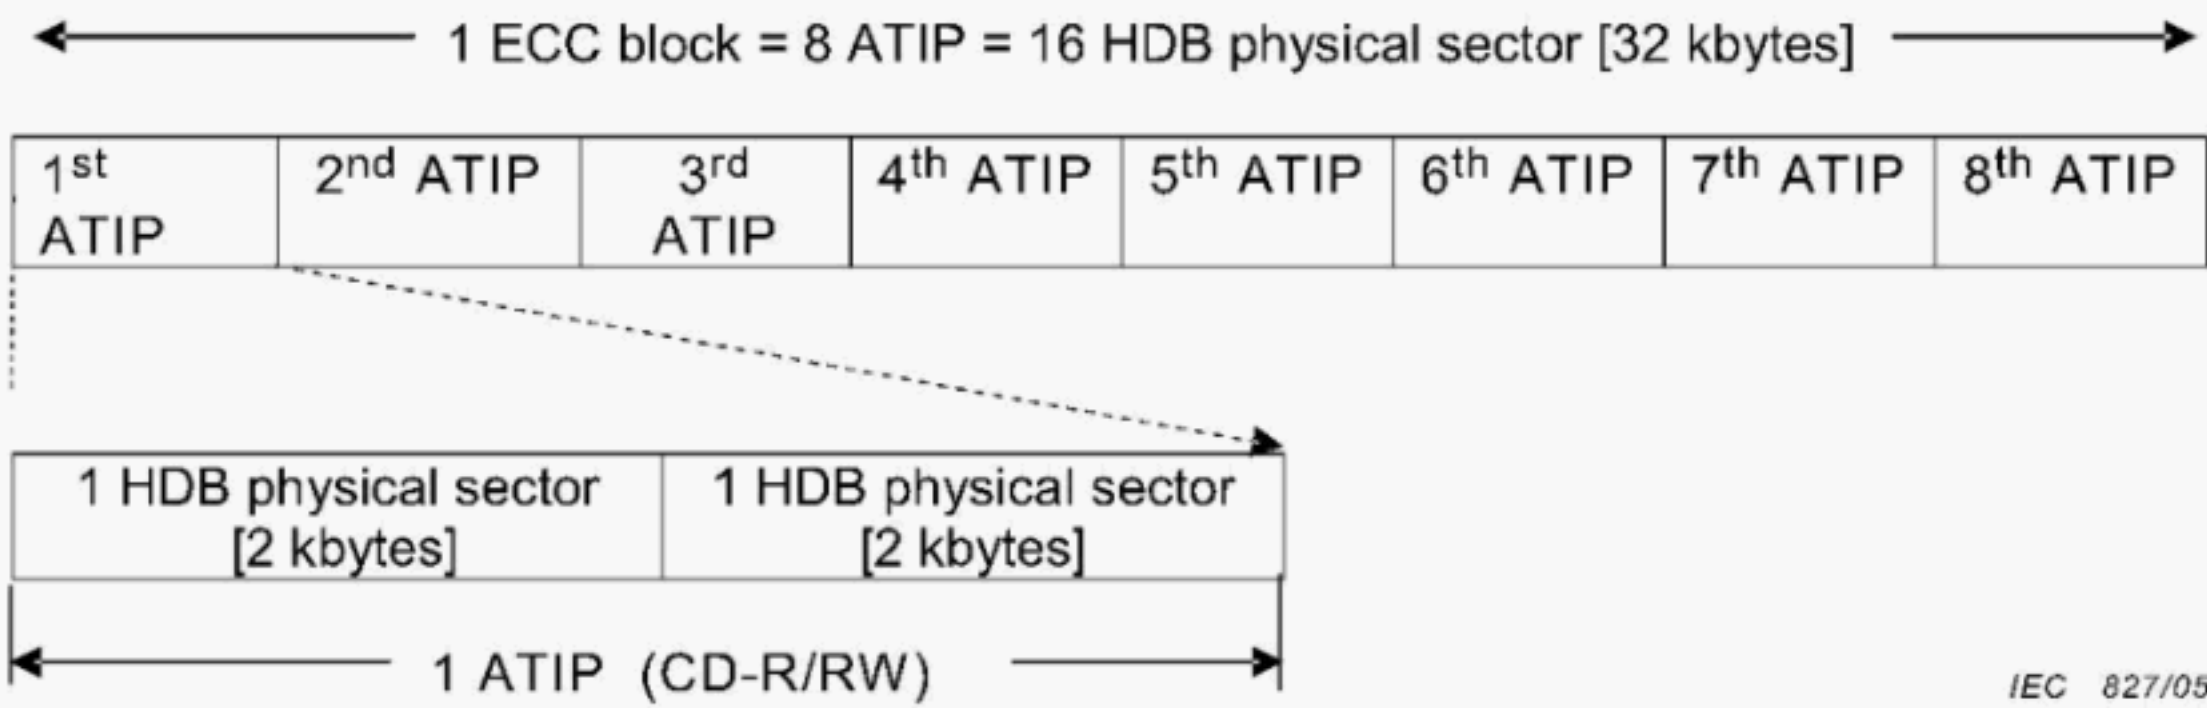 1 ECC block = 8 ATIP = 16 HDB physical sector [32 kbytes]
1st ATIP
2nd ATIP
3rd ATIP
4th ATIP
5th ATIP
6th ATIP
7th ATIP
8th ATIP
1 HDB physical sector
[2 kbytes]
1 HDB physical sector
[2 kbytes]
1 ATIP (CD-R/RW)
IEC 827/05